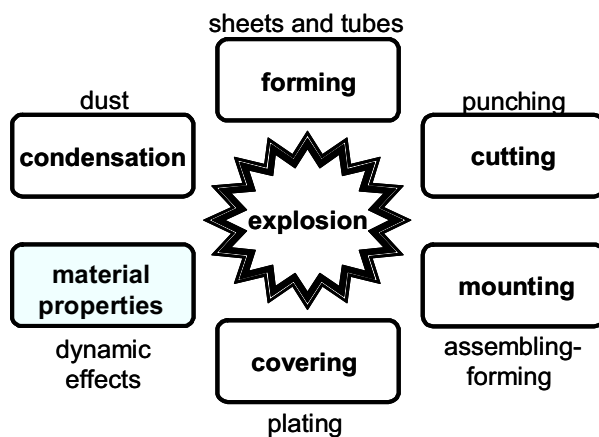 sheets and tubes
forming
dust
condensation
punching
cutting
explosion
material
properties
dynamic
effects
mounting
assembling-
forming
covering
plating